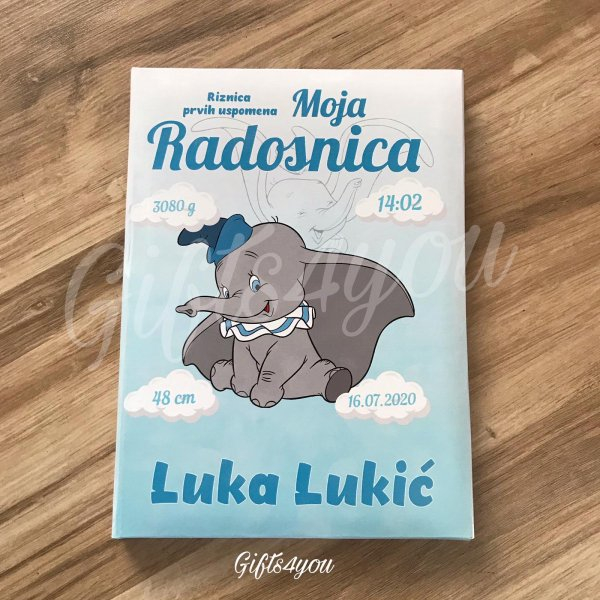 Riznica
prvih uspomena
Moja
Radosnica
3080 g
14:02
Gifts4you
48 cm
16.07.2020
Luka Lukić
Gifts4you